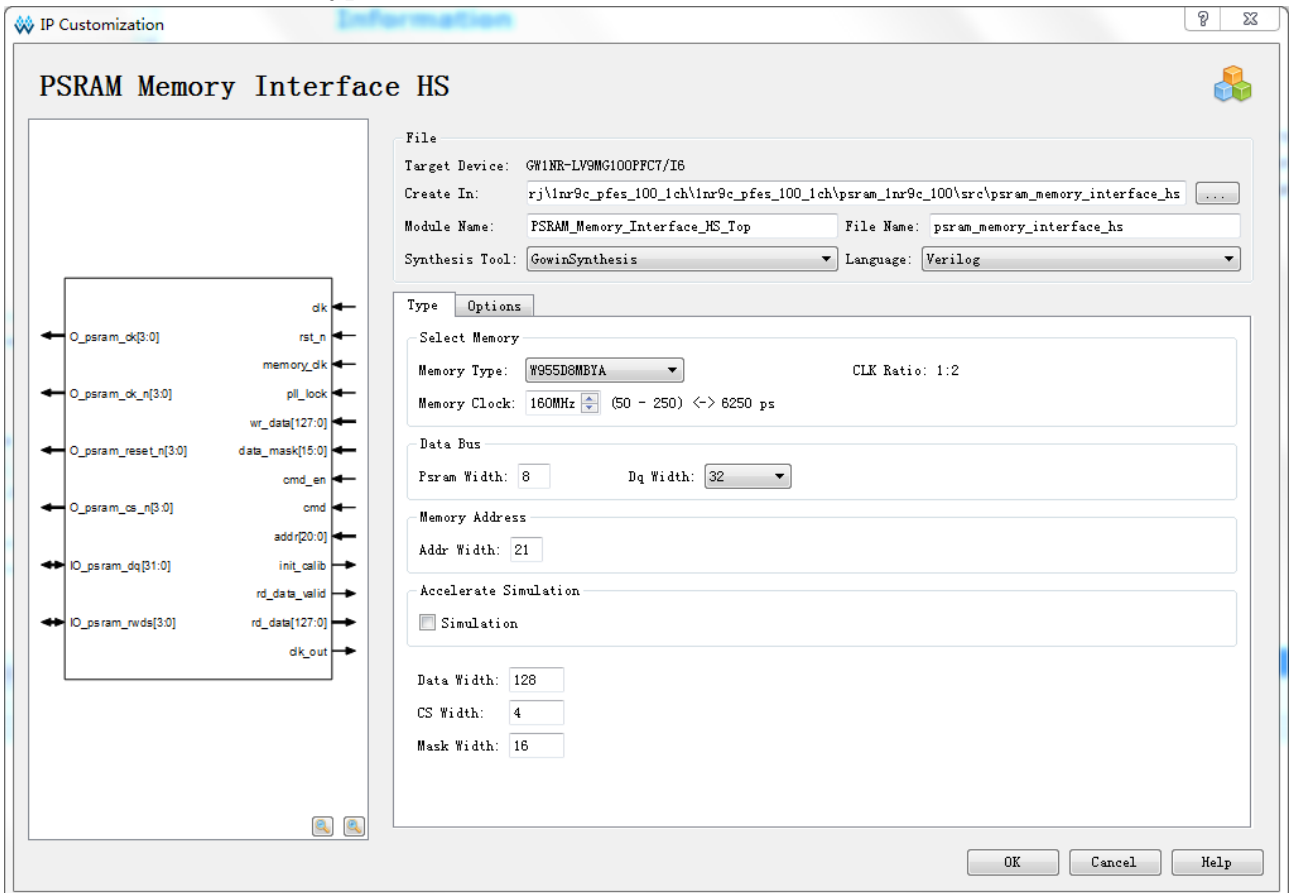 Information
IP Customization
PSRAM Memory Interface HS
File
Target Device: GW1NR-LV9MG100PFC7/I6
Create In: rj\1nr9c_pfes_100_1ch\1nr9c_pfes_100_1ch\psram_1nr9c_100\src\psram_memory_interface_hs ...
Module Name: PSRAM_Memory_Interface_HS_Top File Name: psram_memory_interface_hs
Synthesis Tool: GowinSynthesis Language: Verilog
clk
O_psram_ck[3:0] rst_n
memory_clk
O_psram_ck_n[3:0] pll_lock
wr_data[127:0]
O_psram_reset_n[3:0] data_mask[15:0]
cmd_en
O_psram_cs_n[3:0] cmd
addr[20:0]
IO_psram_dq[31:0] init_calib
rd_data_valid
IO_psram_rwds[3:0] rd_data[127:0]
clk_out
Type Options
Select Memory
Memory Type: W955D8MBYA CLK Ratio: 1:2
Memory Clock: 160MHz (50 - 250) <-> 6250 ps
Data Bus
Psram Width: 8 Dq Width: 32
Memory Address
Addr Width: 21
Accelerate Simulation
Simulation
Data Width: 128
CS Width: 4
Mask Width: 16
OK Cancel Help